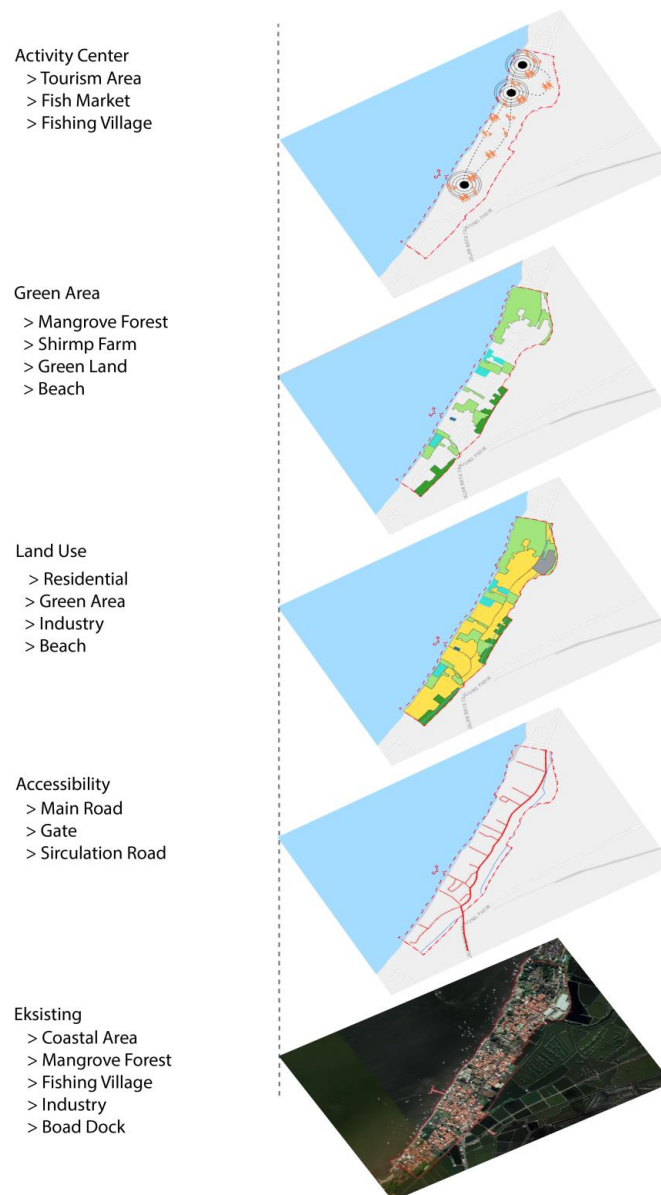 Activity Center
> Tourism Area
> Fish Market
> Fishing Village
Green Area
> Mangrove Forest
> Shirmp Farm
> Green Land
> Beach
Land Use
> Residential
> Green Area
> Industry
> Beach
Accessibility
> Main Road
> Gate
> Sirculation Road
Eksisting
> Coastal Area
> Mangrove Forest
> Fishing Village
> Industry
> Boad Dock